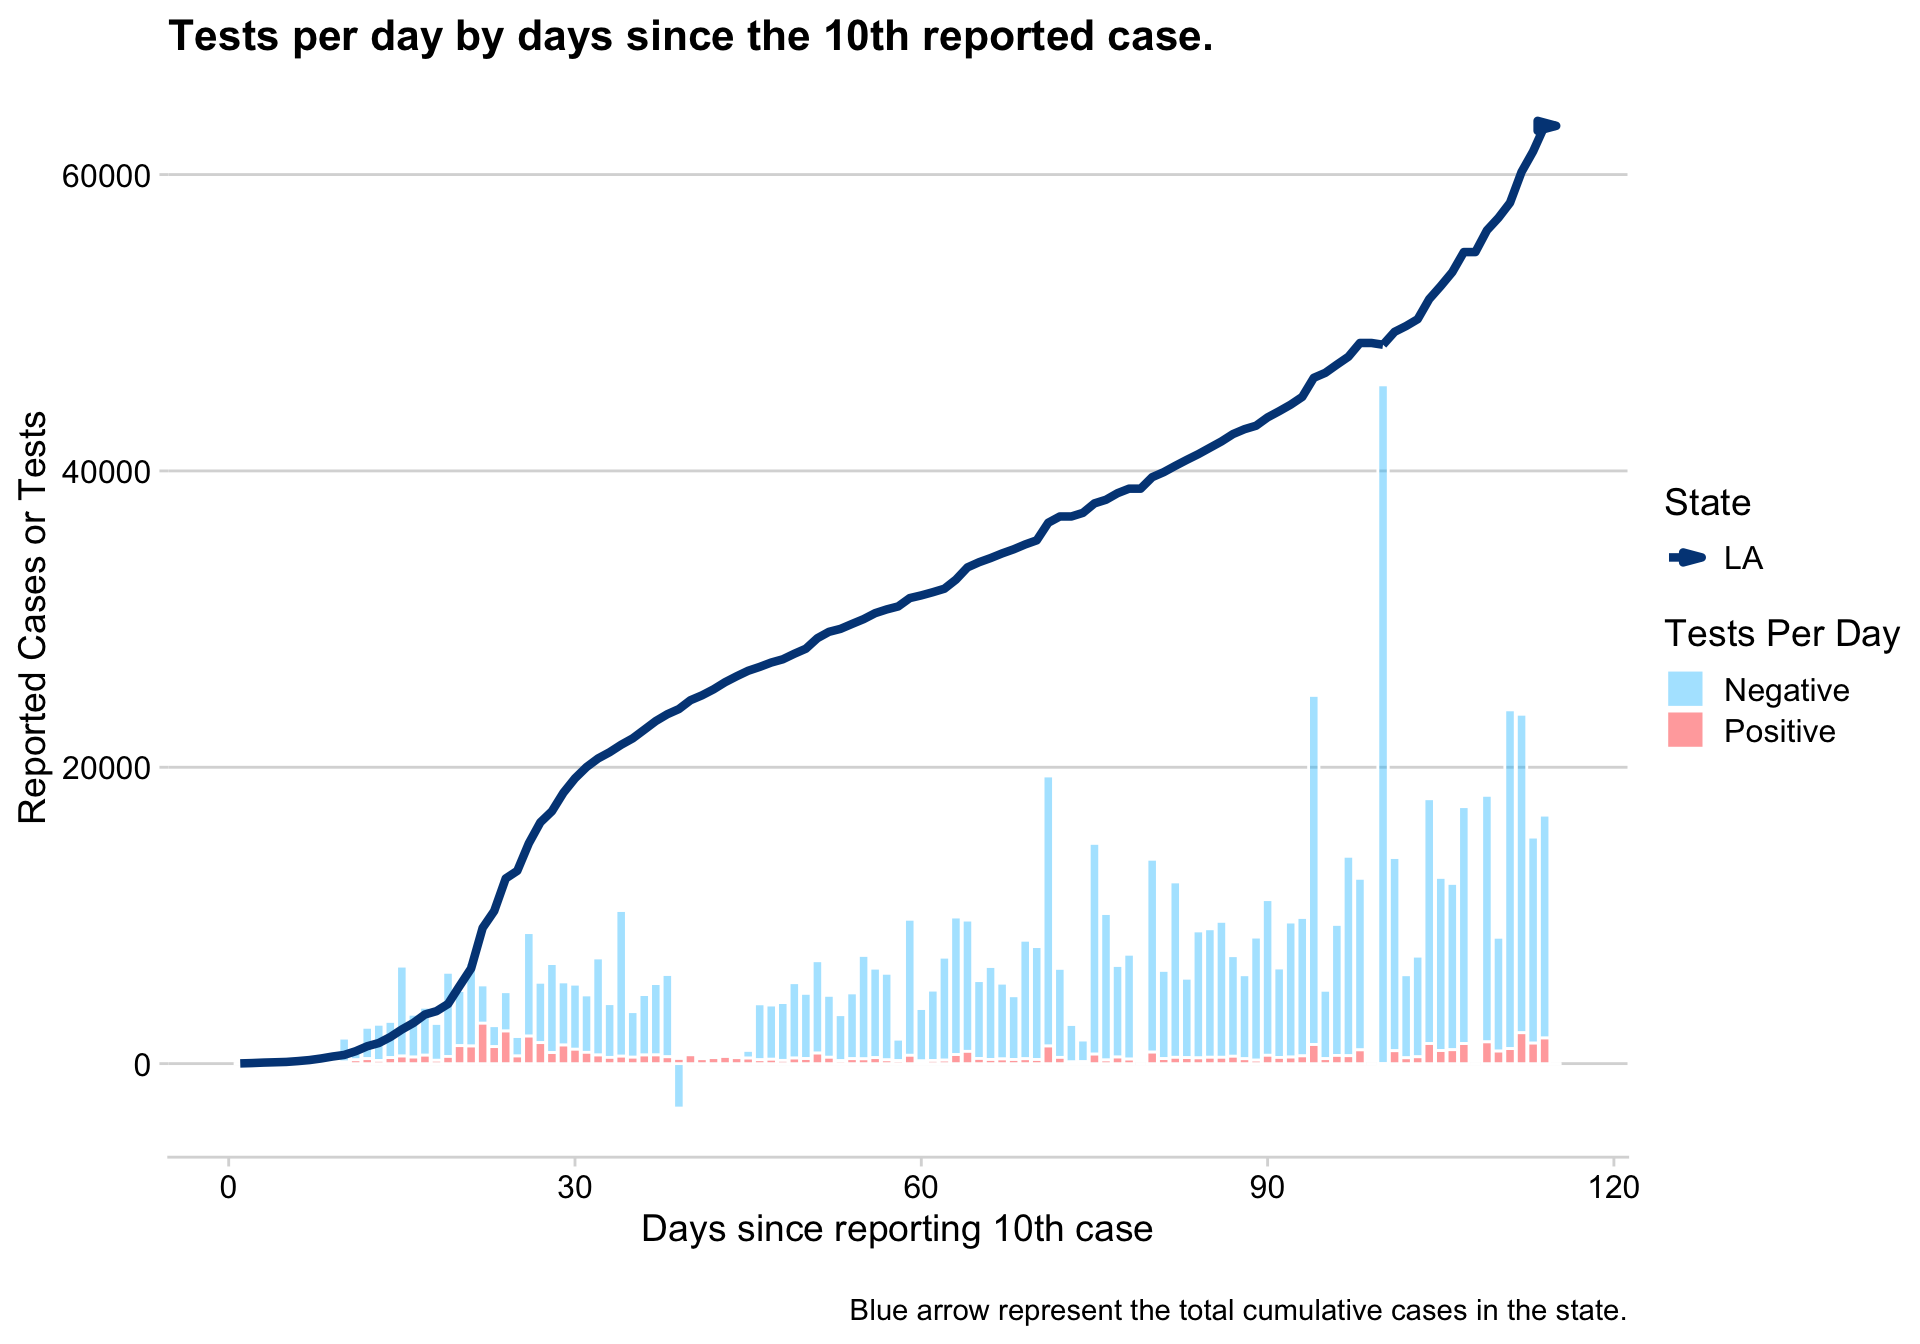 Tests per day by days since the 10th reported case.
60000
40000
20000
0
Reported Cases or Tests
0 30 60 90 120
Days since reporting 10th case
State
LA
Tests Per Day
Negative
Positive
Blue arrow represent the total cumulative cases in the state.